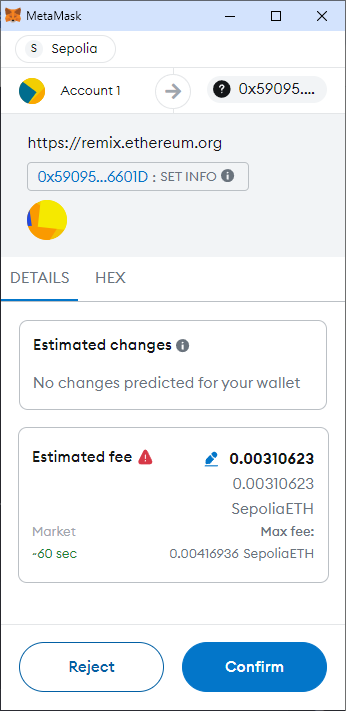 MetaMask
S Sepolia
Account 1
? 0x59095....
https://remix.ethereum.org
0x59095...6601D : SET INFO
DETAILS HEX
Estimated changes
No changes predicted for your wallet
Estimated fee 0.00310623
0.00310623
SepoliaETH
Market Max fee:
~60 sec 0.00416936 SepoliaETH
Reject Confirm